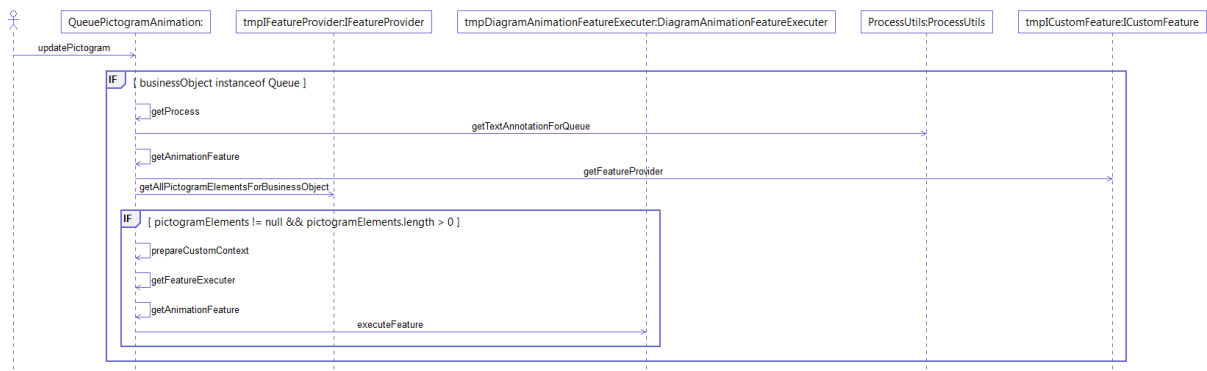 QueuePictogramAnimation:
tmpIFeatureProvider:IFeatureProvider
tmpDiagramAnimationFeatureExecuter:DiagramAnimationFeatureExecuter
ProcessUtils:ProcessUtils
tmpICustomFeature:ICustomFeature
updatePictogram
IF
[ businessObject instanceof Queue ]
getProcess
getTextAnnotationForQueue
getAnimationFeature
getFeatureProvider
getAllPictogramElementsForBusinessObject
IF
[ pictogramElements != null && pictogramElements.length > 0 ]
prepareCustomContext
getFeatureExecuter
getAnimationFeature
executeFeature